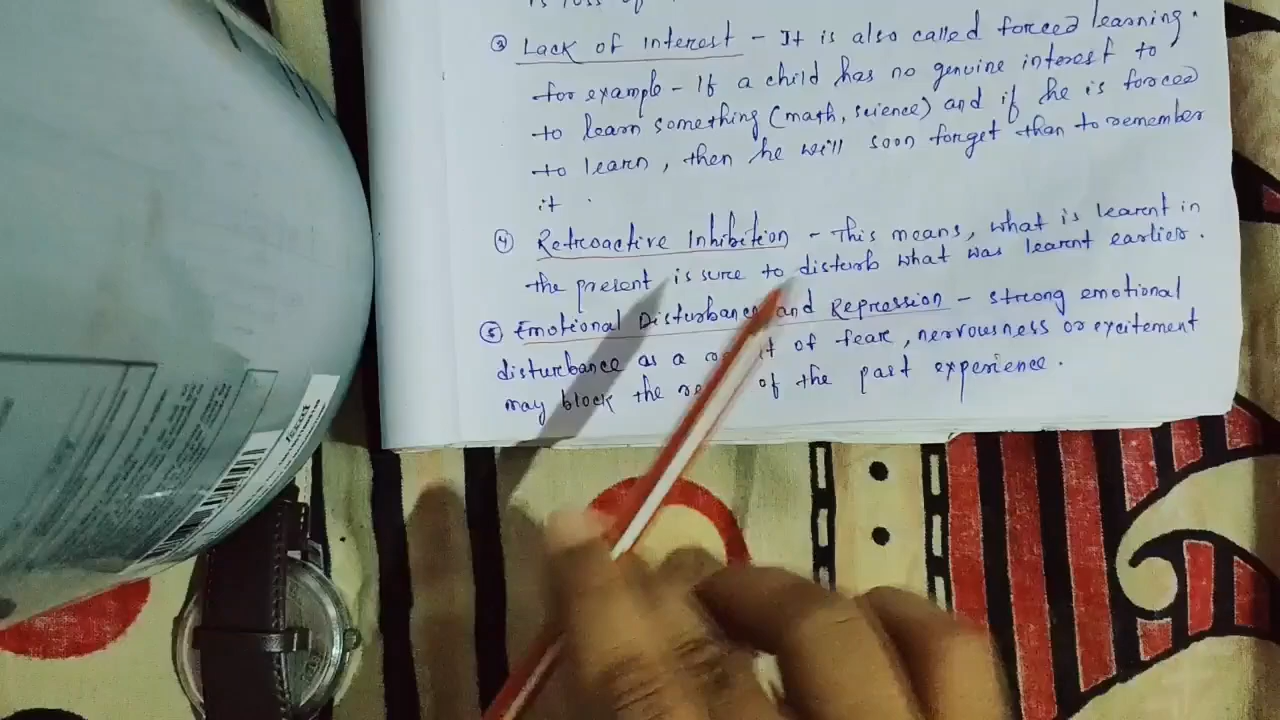 is loss of
③ Lack of interest - It is also called forced learning.
for example - If a child has no genuine interest to
to learn something (math, science) and if he is forced
to learn, then he will soon forget than to remember
it.
④ Retroactive Inhibition - This means, what is learnt in
the present is sure to disturb what was learnt earlier.
⑤ Emotional Disturbance and Repression - strong emotional
disturbance as a of fear, nervousness or excitement
may block the of the past experience.